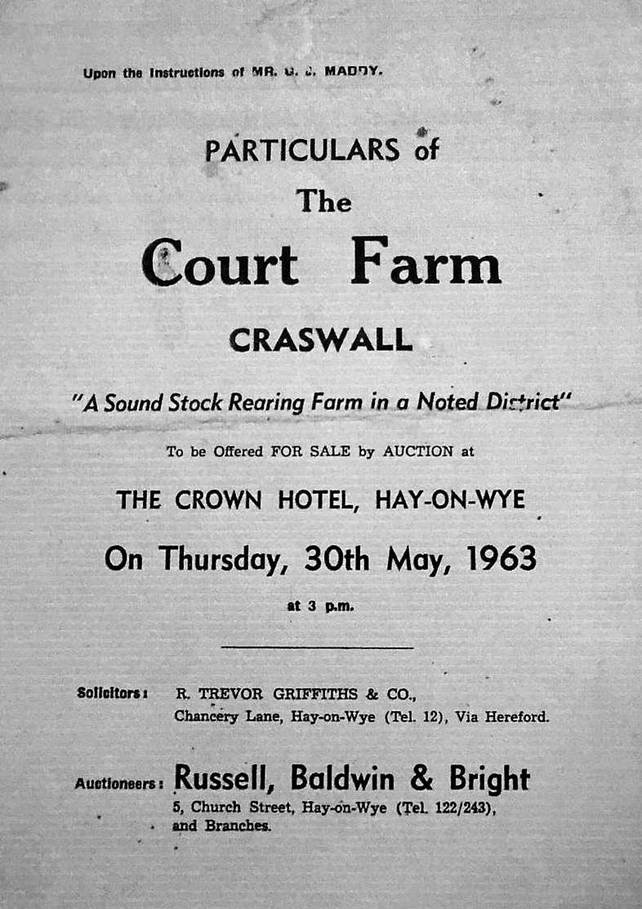 Upon the Instructions of MR. J. MADDY.
PARTICULARS of
The
Court Farm
CRASWALL
"A Sound Stock Rearing Farm in a Noted District"
To be Offered FOR SALE by AUCTION at
THE CROWN HOTEL, HAY-ON-WYE
On Thursday, 30th May, 1963
at 3 p.m.
Solicitors: R. TREVOR GRIFFITHS & CO.,
Chancery Lane, Hay-on-Wye (Tel. 12), Via Hereford.
Auctioneers: Russell, Baldwin & Bright
5, Church Street, Hay-on-Wye (Tel. 122/243),
and Branches.